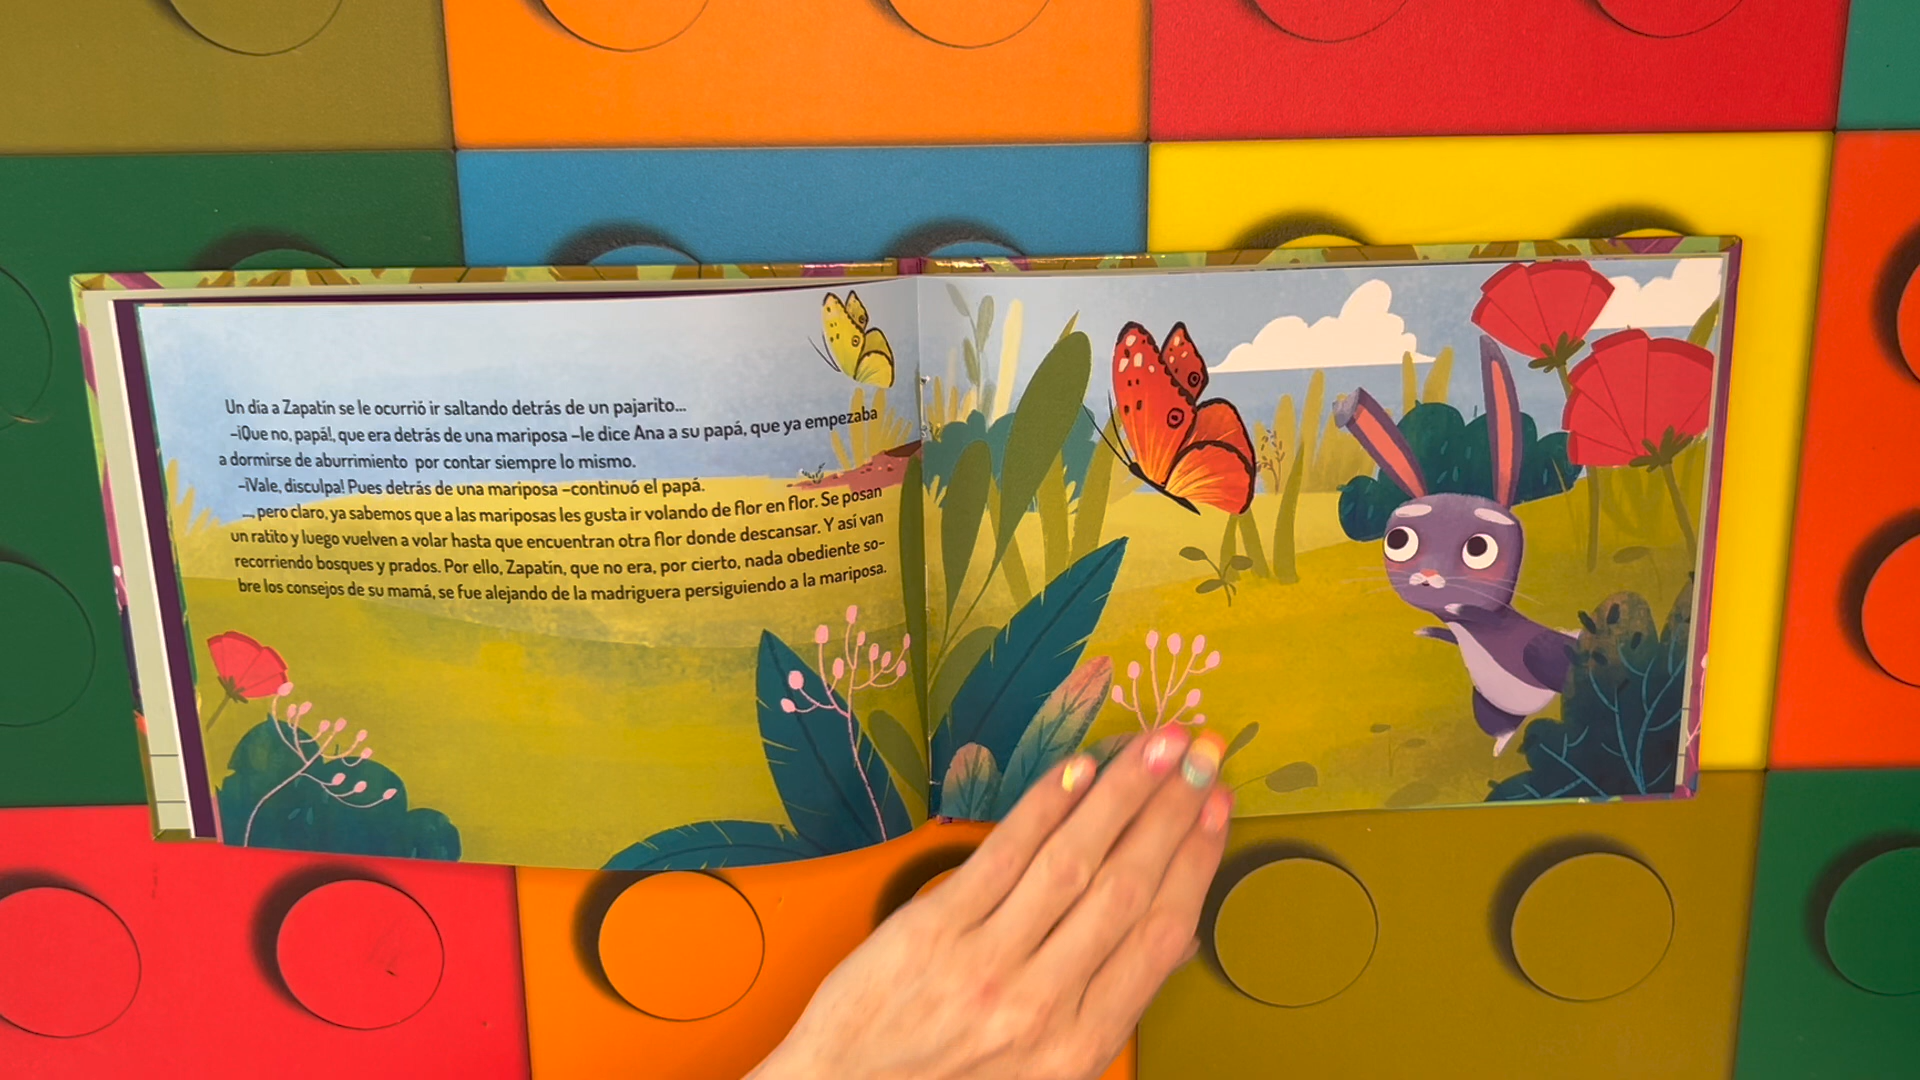 Un día a Zapatín se le ocurrió ir saltando detrás de un pajarito...
–¡Que no, papá!, que era detrás de una mariposa –le dice Ana a su papá, que ya empezaba
a dormirse de aburrimiento por contar siempre lo mismo.
–¡Vale, disculpa! Pues detrás de una mariposa –continuó el papá.
..., pero claro, ya sabemos que a las mariposas les gusta ir volando de flor en flor. Se posan
un ratito y luego vuelven a volar hasta que encuentran otra flor donde descansar. Y así van
recorriendo bosques y prados. Por ello, Zapatín, que no era, por cierto, nada obediente so-
bre los consejos de su mamá, se fue alejando de la madriguera persiguiendo a la mariposa.